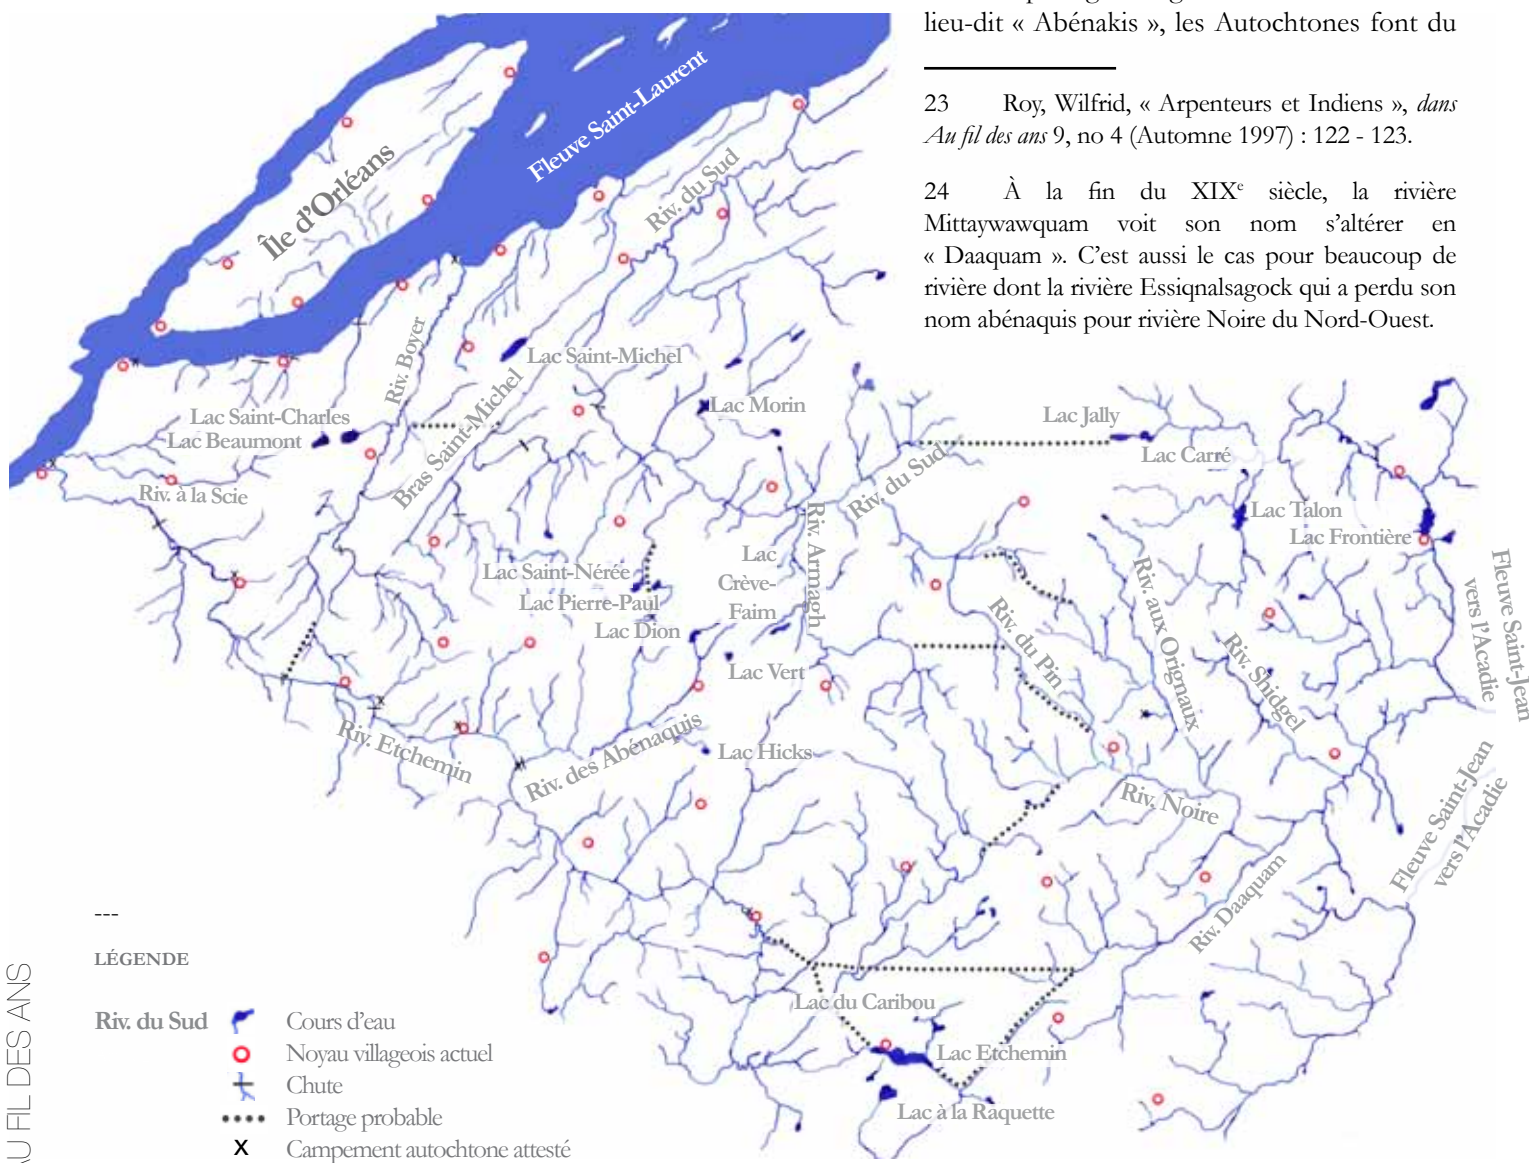 lieu-dit « Abénakis », les Autochtones font du
23 Roy, Wilfrid, « Arpenteurs et Indiens », dans
Au fil des ans 9, no 4 (Automne 1997) : 122 - 123.
24 À la fin du XIXe siècle, la rivière
Mittaywawquam voit son nom s’altérer en
« Daaquam ». C’est aussi le cas pour beaucoup de
rivière dont la rivière Essiqnalsagock qui a perdu son
nom abénaquis pour rivière Noire du Nord-Ouest.
Fleuve Saint-Laurent
Île d’Orléans
Riv. du Sud
Riv. Boyer
Lac Saint-Michel
Bras Saint-Michel
Lac Saint-Charles
Lac Beaumont
Lac Morin
Lac Jally
Lac Carré
Riv. à la Scie
Riv. du Sud
Lac Talon
Lac Frontière
Riv. Armagh
Lac
Crève-
Faim
Lac Saint-Nérée
Lac Pierre-Paul
Lac Dion
Lac Vert
Riv. du Pin
Riv. aux Orignaux
Riv. Shidgel
Fleuve Saint-Jean
vers l’Acadie
Riv. Etchemin
Riv. des Abénaquis
Lac Hicks
Riv. Noire
Fleuve Saint-Jean
vers l’Acadie
Riv. Daaquam
Lac du Caribou
Lac Etchemin
Lac à la Raquette
---
LÉGENDE
Riv. du Sud Cours d’eau
Noyau villageois actuel
Chute
Portage probable
x Campement autochtone attesté
AU FIL DES ANS